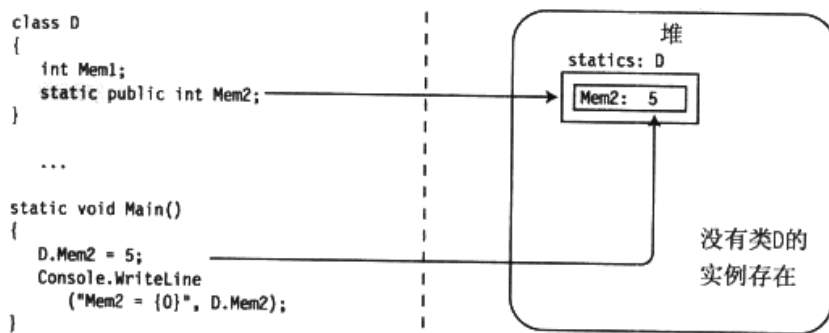 class D
{
int Mem1;
static public int Mem2;
}
...
static void Main()
{
D.Mem2 = 5;
Console.WriteLine
("Mem2 = {0}", D.Mem2);
}
堆
statics: D
Mem2: 5
没有类D的
实例存在